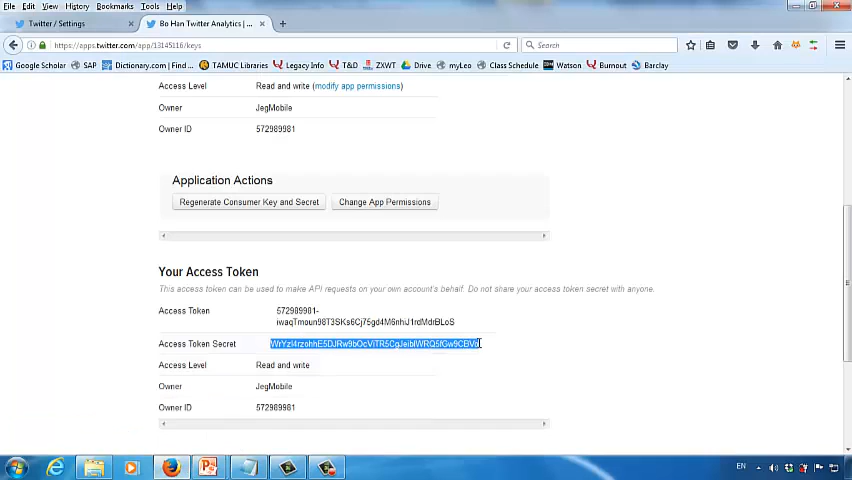 File Edit View History Bookmarks Tools Help
Twitter / Settings
Bo Han Twitter Analytics | ...
https://apps.twitter.com/app/13145116/keys
Search
Google Scholar SAP Dictionary.com | Find ... TAMUC Libraries Legacy Info T&D ZXWT Drive myLeo Class Schedule Watson Burnout Barclay
Access Level Read and write (modify app permissions)
Owner JegMobile
Owner ID 572989981
Application Actions
Regenerate Consumer Key and Secret Change App Permissions
Your Access Token
This access token can be used to make API requests on your own account's behalf. Do not share your access token secret with anyone.
Access Token 572989981-
Access Token Secret
Access Level Read and write
Owner JegMobile
Owner ID 572989981
EN